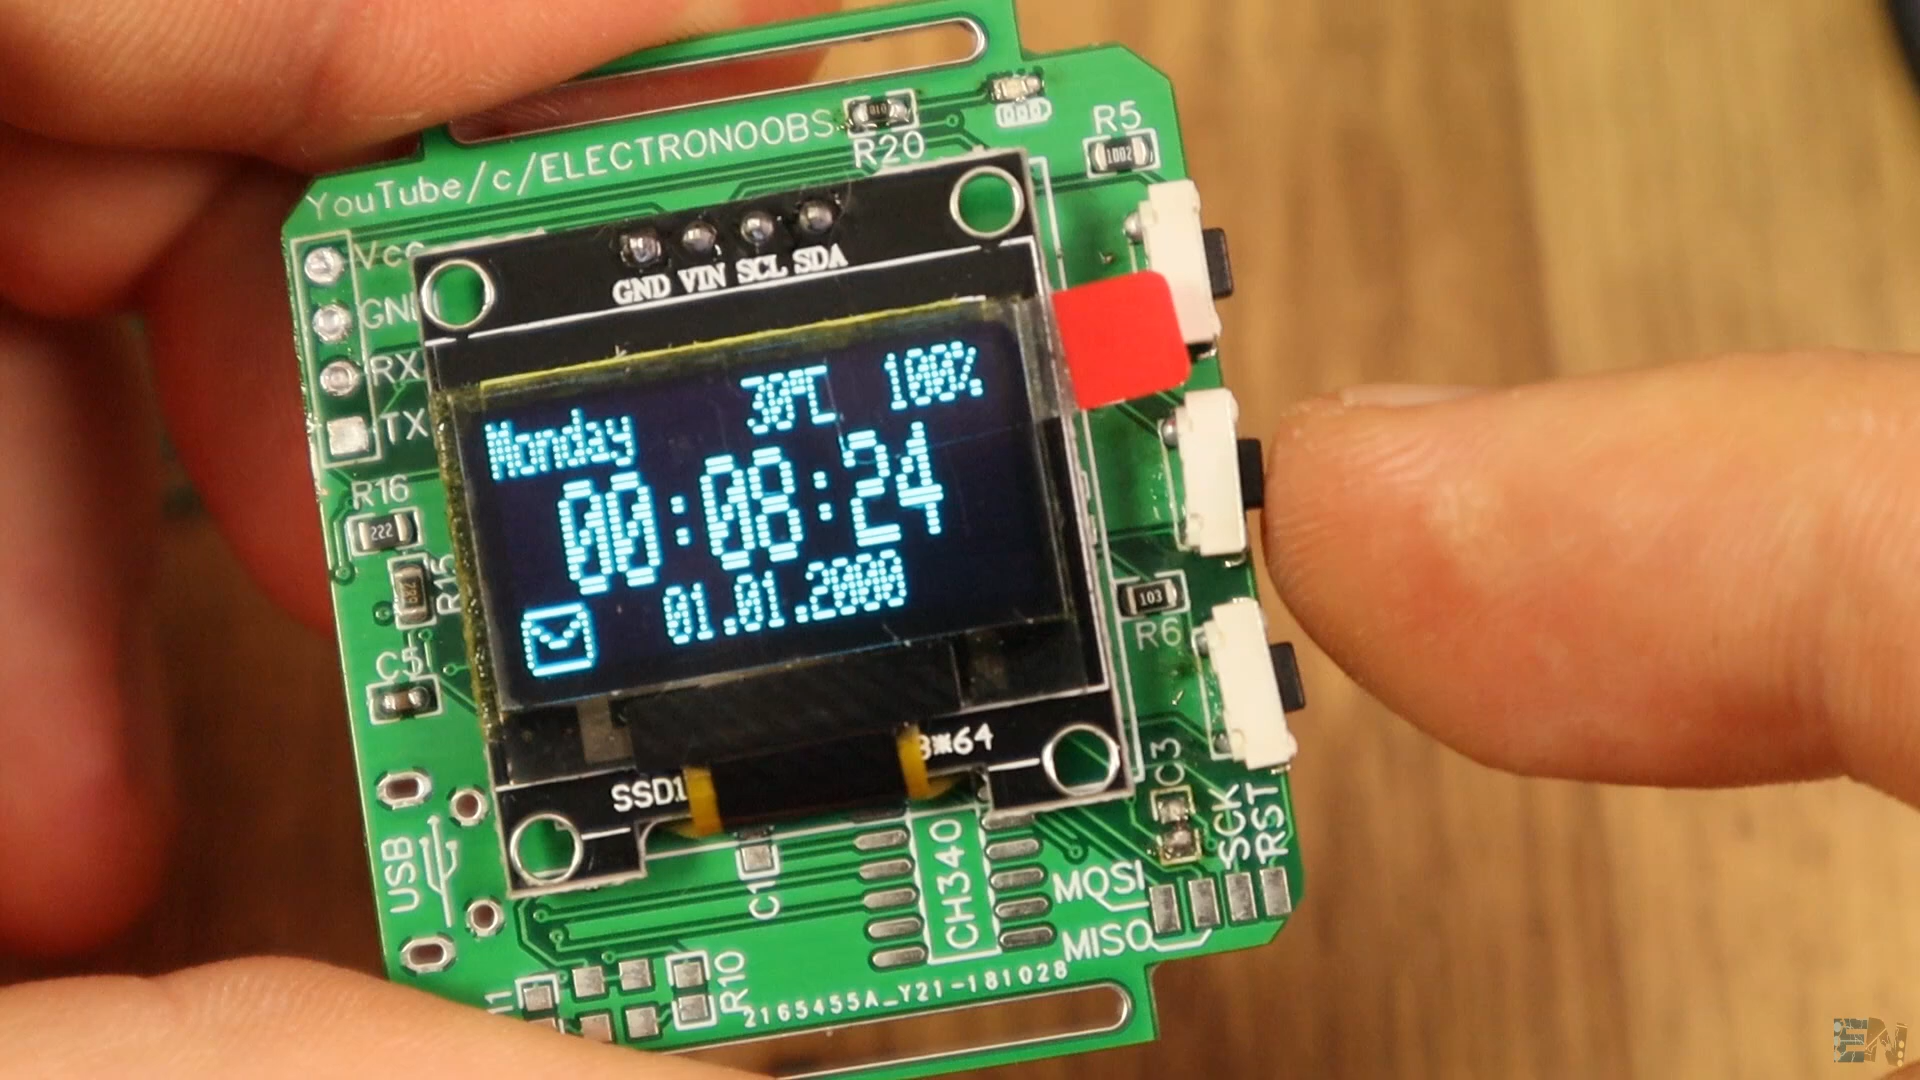 YouTube/c/ELECTRONOOBS
R20
R5
1002
Vcc
GND
RX
TX
GND VIN SCL SDA
Monday
30°C
100%
00:08:24
01.01.2000
R16
222
R15
C5
103
R6
SSD1
8*64
C3
SCK
RST
USB
C1
CH340
MOSI
MISO
R10
2165455A_Y21-181028
EN